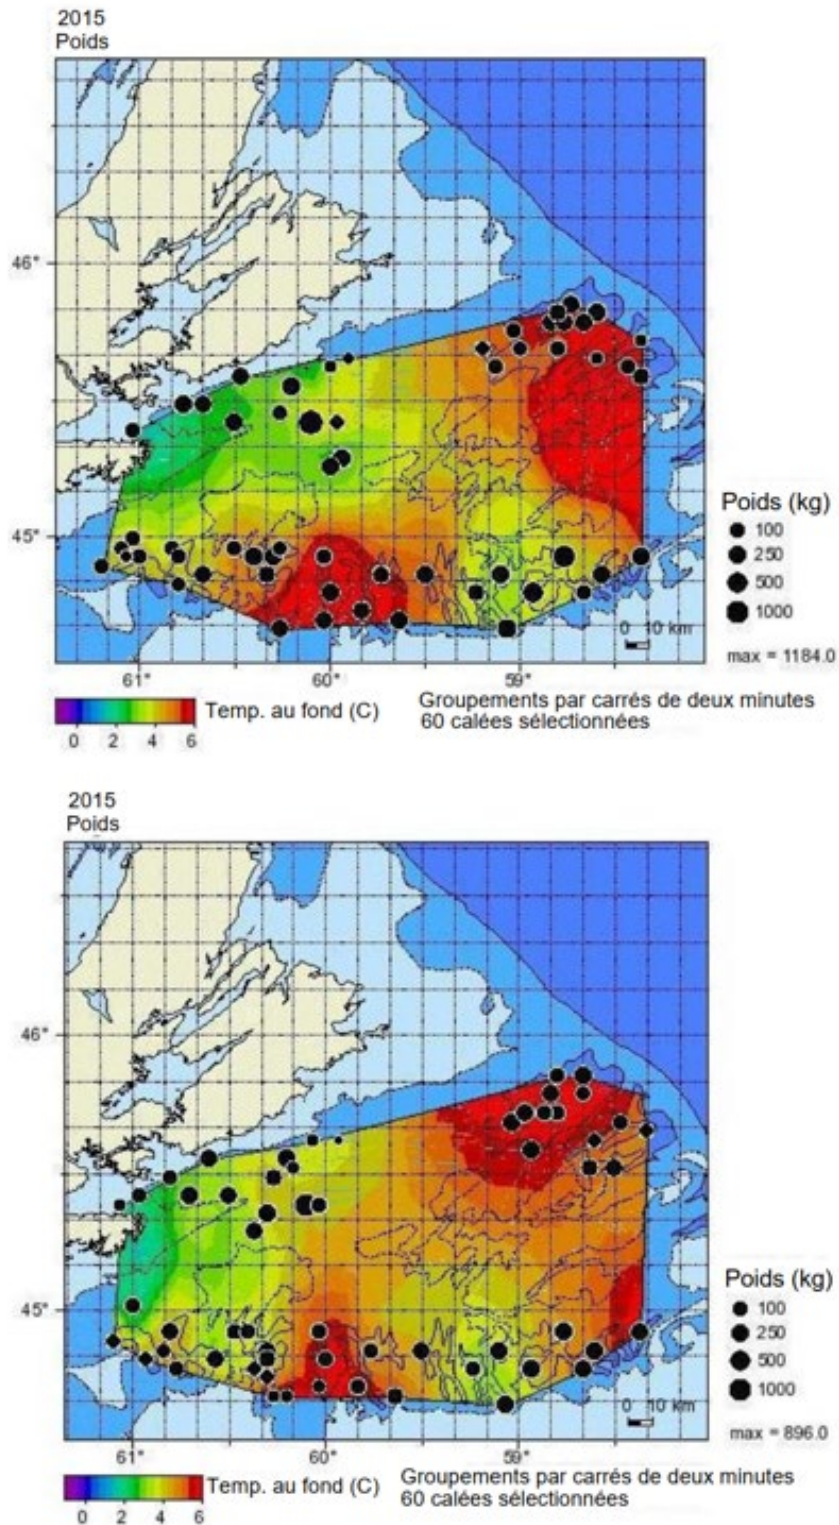 2015
Poids
46°
45°
61°
60°
59°
0 10 km
Poids (kg)
100
250
500
1000
max = 1184.0
0 2 4 6
Temp. au fond (C)
Groupements par carrés de deux minutes
60 calées sélectionnées
2015
Poids
46°
45°
61°
60°
59°
0 10 km
Poids (kg)
100
250
500
1000
max = 896.0
0 2 4 6
Temp. au fond (C)
Groupements par carrés de deux minutes
60 calées sélectionnées